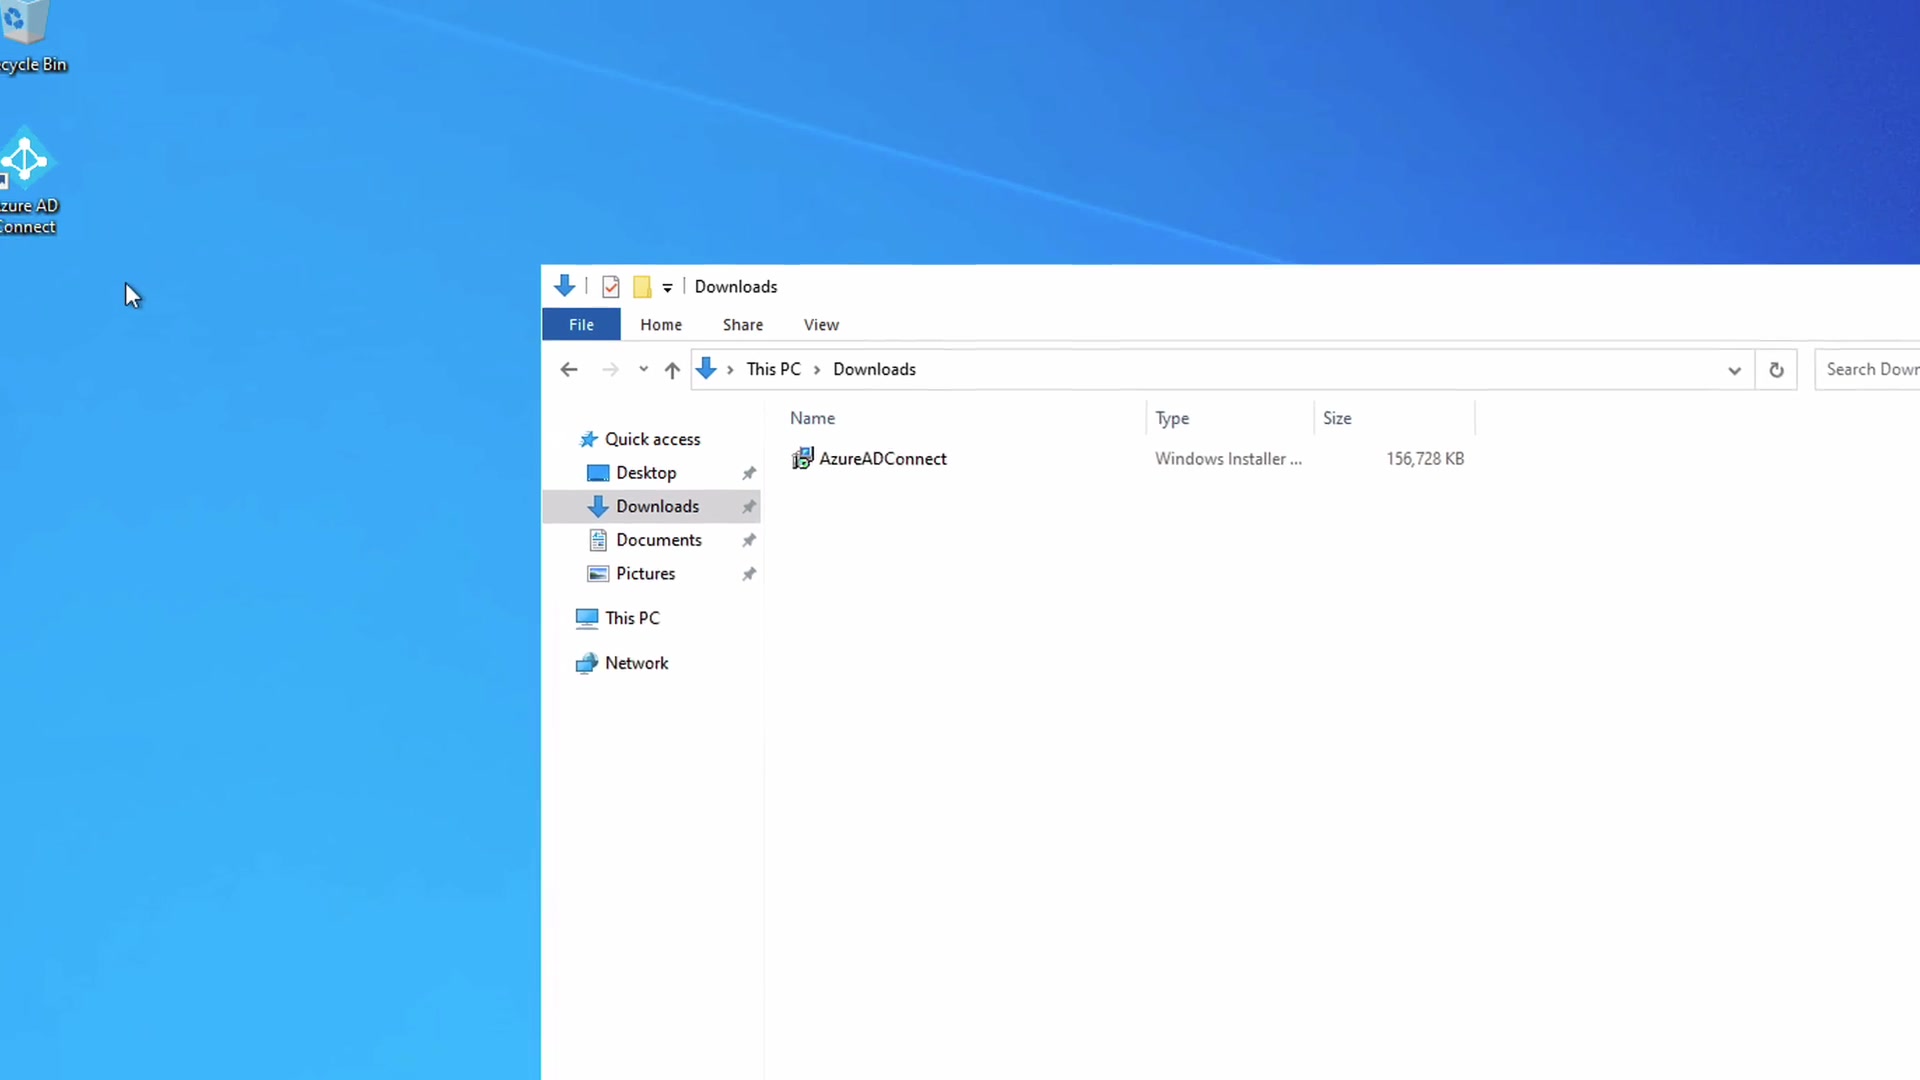 cycle Bin
zure AD
Connect
Downloads
File Home Share View
This PC Downloads Search Down
Name Type Size
AzureADConnect Windows Installer ... 156,728 KB
Quick access
Desktop
Downloads
Documents
Pictures
This PC
Network